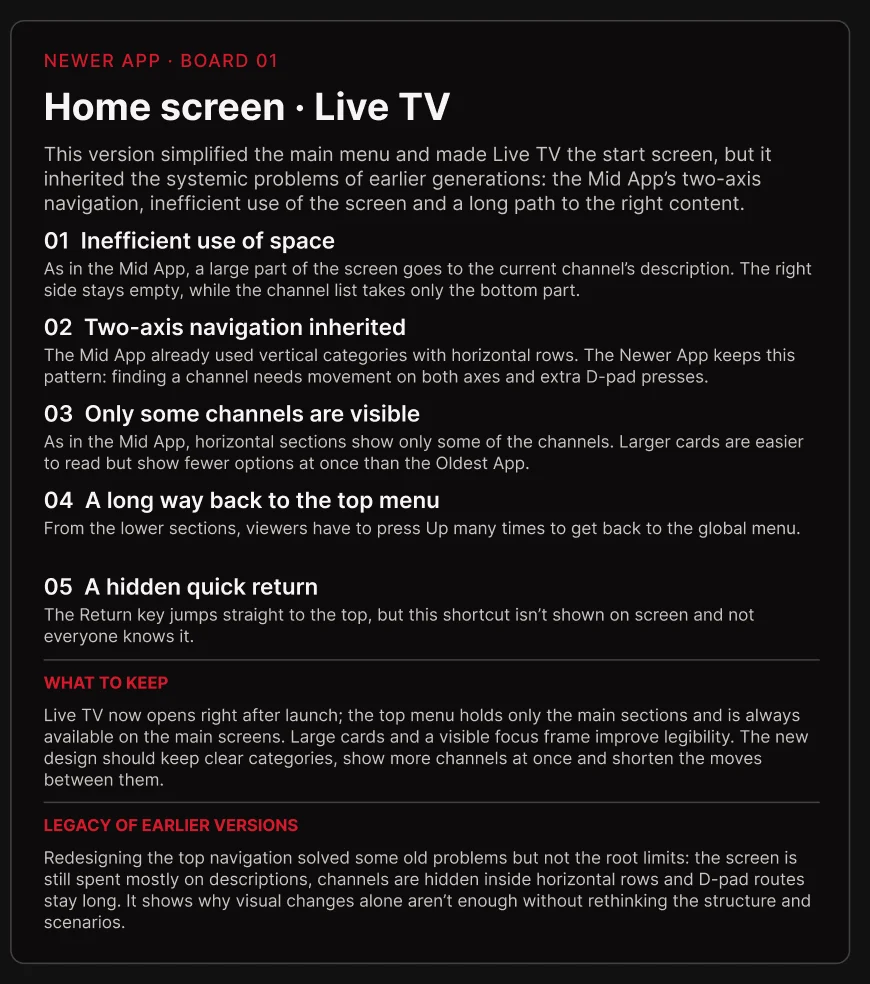 NEWER APP · BOARD 01
Home screen · Live TV
This version simplified the main menu and made Live TV the start screen, but it
inherited the systemic problems of earlier generations: the Mid App’s two-axis
navigation, inefficient use of the screen and a long path to the right content.
01 Inefficient use of space
As in the Mid App, a large part of the screen goes to the current channel’s description. The right
side stays empty, while the channel list takes only the bottom part.
02 Two-axis navigation inherited
The Mid App already used vertical categories with horizontal rows. The Newer App keeps this
pattern: finding a channel needs movement on both axes and extra D-pad presses.
03 Only some channels are visible
As in the Mid App, horizontal sections show only some of the channels. Larger cards are easier
to read but show fewer options at once than the Oldest App.
04 A long way back to the top menu
From the lower sections, viewers have to press Up many times to get back to the global menu.
05 A hidden quick return
The Return key jumps straight to the top, but this shortcut isn’t shown on screen and not
everyone knows it.
WHAT TO KEEP
Live TV now opens right after launch; the top menu holds only the main sections and is always
available on the main screens. Large cards and a visible focus frame improve legibility. The new
design should keep clear categories, show more channels at once and shorten the moves
between them.
LEGACY OF EARLIER VERSIONS
Redesigning the top navigation solved some old problems but not the root limits: the screen is
still spent mostly on descriptions, channels are hidden inside horizontal rows and D-pad routes
stay long. It shows why visual changes alone aren’t enough without rethinking the structure and
scenarios.